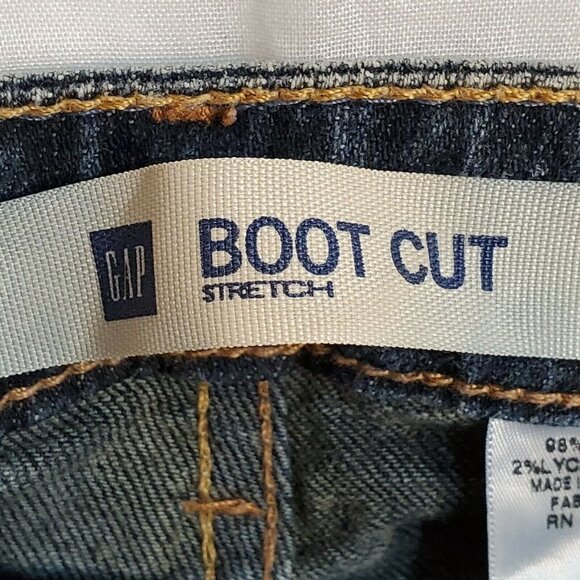 GAP
BOOT CUT
STRETCH
98%
2% LYC
MADE I
FAB
RN